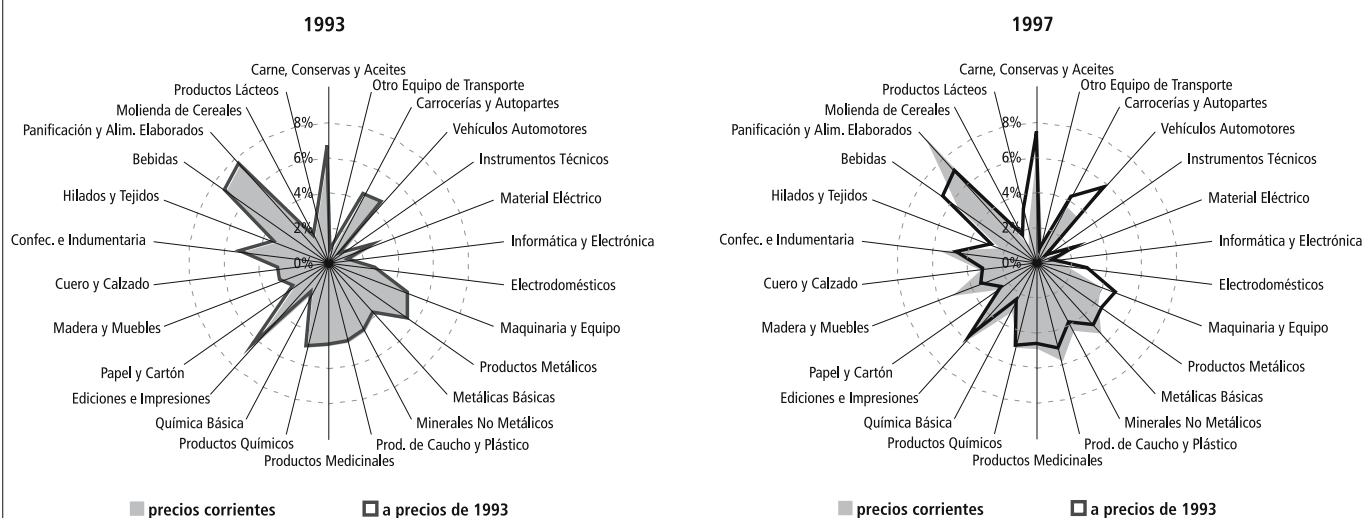 1993
Carne, Conservas y Aceites
Otro Equipo de Transporte
Productos Lácteos
Carrocerías y Autopartes
Molienda de Cereales
Vehículos Automotores
Panificación y Alim. Elaborados
Instrumentos Técnicos
Bebidas
Material Eléctrico
Hilados y Tejidos
Informática y Electrónica
Confec. e Indumentaria
Electrodomésticos
Cuero y Calzado
Maquinaria y Equipo
Madera y Muebles
Productos Metálicos
Papel y Cartón
Metálicas Básicas
Ediciones e Impresiones
Minerales No Metálicos
Química Básica
Prod. de Caucho y Plástico
Productos Químicos
Productos Medicinales
8%
6%
4%
2%
0%
precios corrientes
a precios de 1993
1997
Carne, Conservas y Aceites
Otro Equipo de Transporte
Productos Lácteos
Carrocerías y Autopartes
Molienda de Cereales
Vehículos Automotores
Panificación y Alim. Elaborados
Instrumentos Técnicos
Bebidas
Material Eléctrico
Hilados y Tejidos
Informática y Electrónica
Confec. e Indumentaria
Electrodomésticos
Cuero y Calzado
Maquinaria y Equipo
Madera y Muebles
Productos Metálicos
Papel y Cartón
Metálicas Básicas
Ediciones e Impresiones
Minerales No Metálicos
Química Básica
Prod. de Caucho y Plástico
Productos Químicos
Productos Medicinales
8%
6%
4%
2%
0%
precios corrientes
a precios de 1993